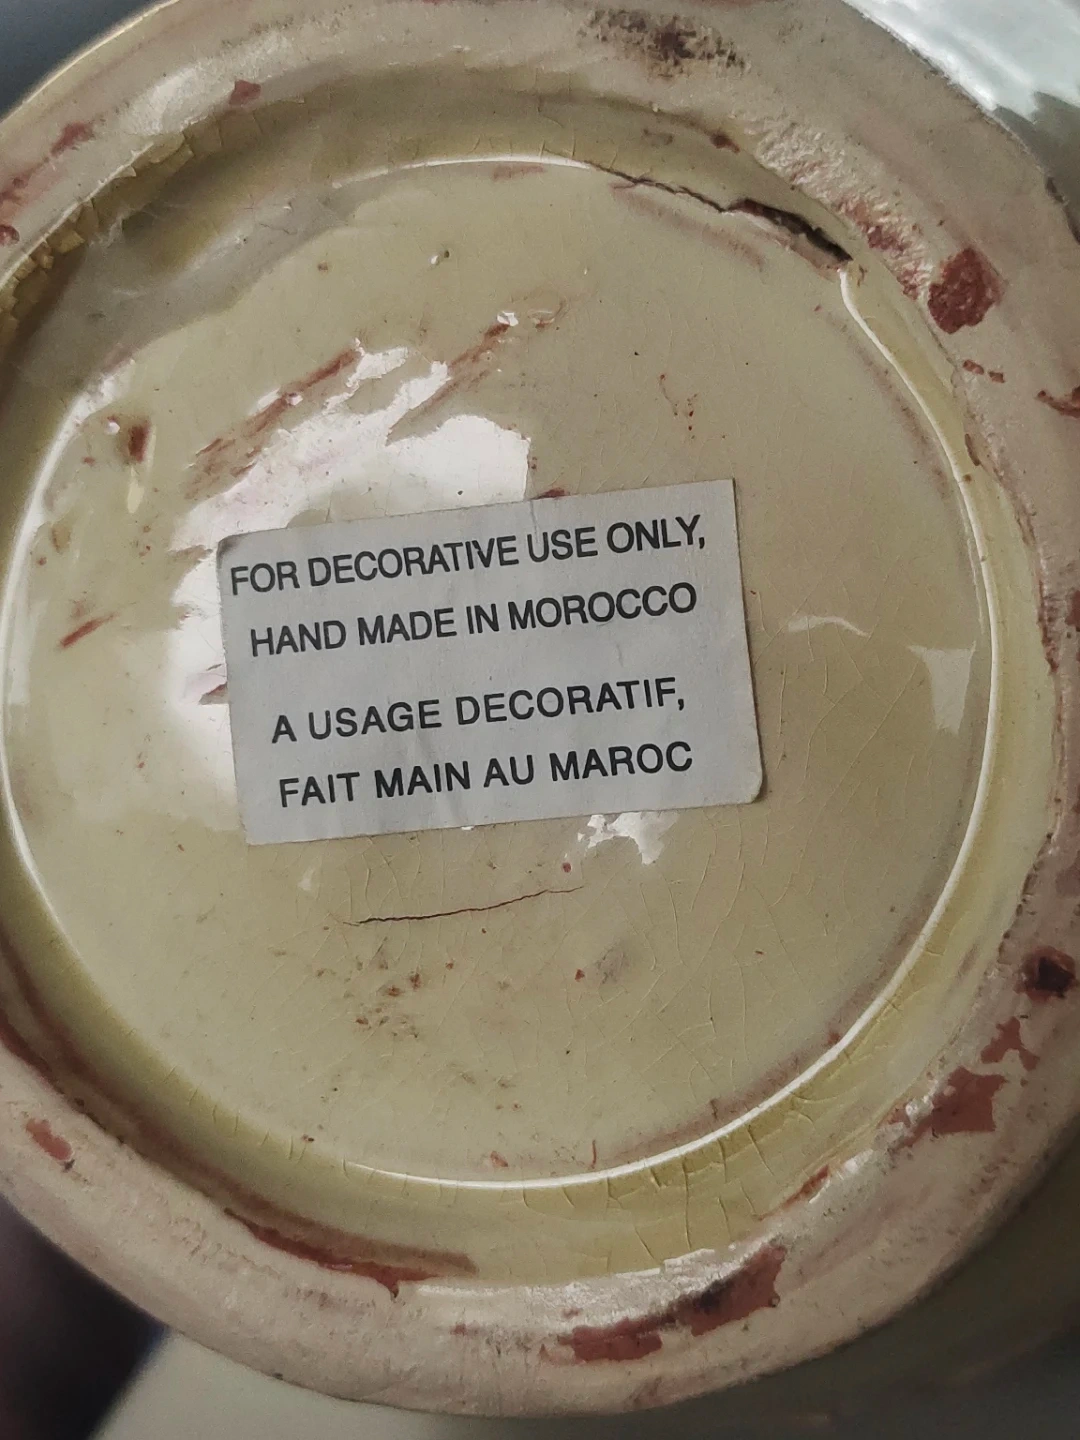 FOR DECORATIVE USE ONLY,
HAND MADE IN MOROCCO
A USAGE DECORATIF,
FAIT MAIN AU MAROC